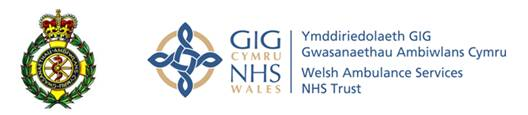 GIG
CYMRU
NHS
WALES
Ymddiriedolaeth GIG
Gwasanaethau Ambiwlans Cymru
Welsh Ambulance Services
NHS Trust